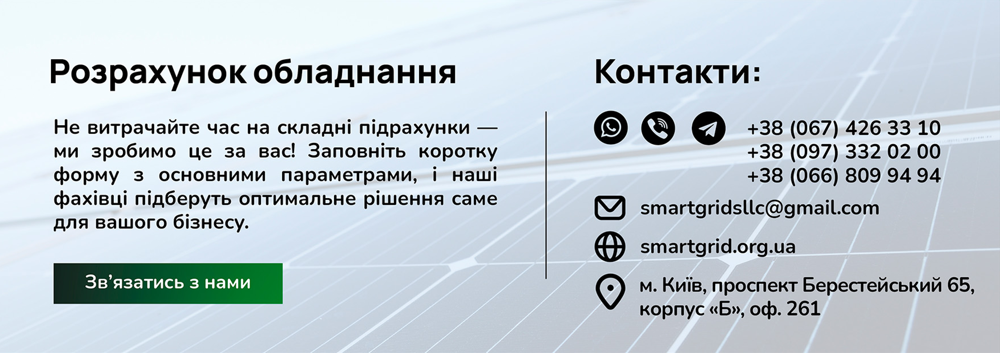 Розрахунок обладнання
Не витрачайте час на складні підрахунки —
ми зробимо це за вас! Заповніть коротку
форму з основними параметрами, і наші
фахівці підберуть оптимальне рішення саме
для вашого бізнесу.
Зв’язатись з нами
Контакти:
+38 (067) 426 33 10
+38 (097) 332 02 00
+38 (066) 809 94 94
smartgridsllc@gmail.com
smartgrid.org.ua
м. Київ, проспект Берестейський 65,
корпус «Б», оф. 261